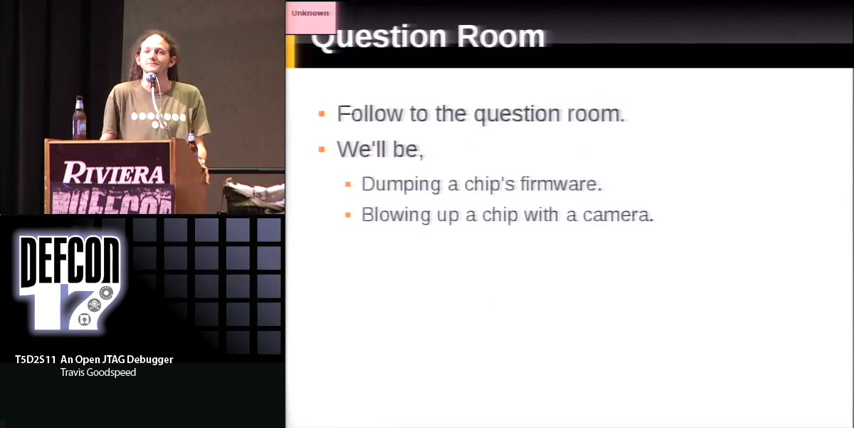 Unknown
Question Room
Follow to the question room.
We'll be,
Dumping a chip's firmware.
Blowing up a chip with a camera.
RIVIERA
DEFCON
DEFCON
17
T5D2S11 An Open JTAG Debugger
Travis Goodspeed